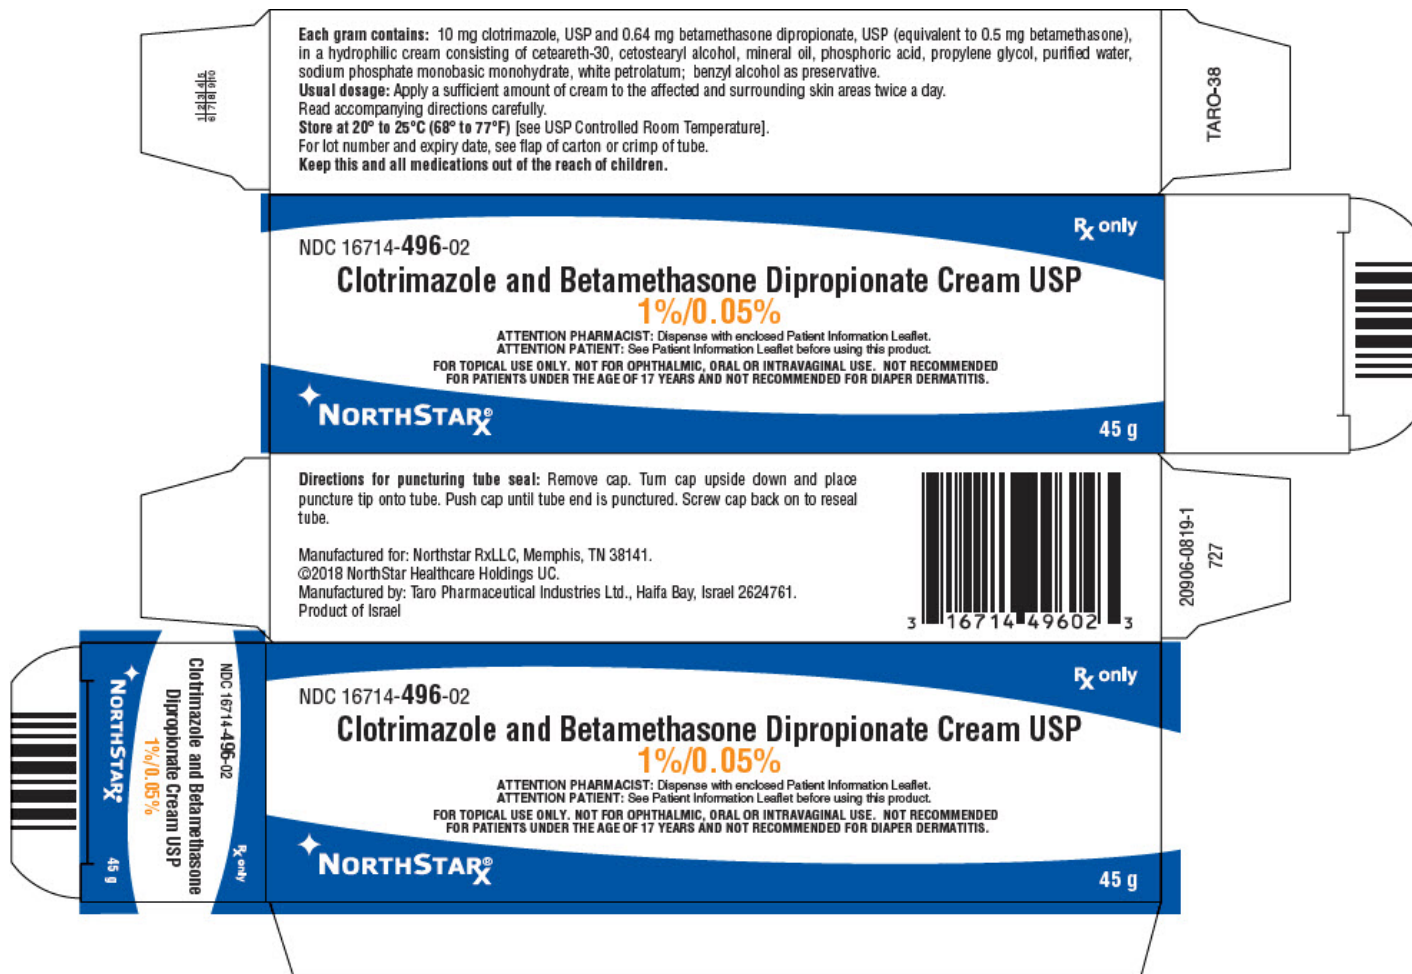 Each gram contains: 10 mg clotrimazole, USP and 0.64 mg betamethasone dipropionate, USP (equivalent to 0.5 mg betamethasone),
in a hydrophilic cream consisting of ceteareth-30, cetostearyl alcohol, mineral oil, phosphoric acid, propylene glycol, purified water,
sodium phosphate monobasic monohydrate, white petrolatum; benzyl alcohol as preservative.
Usual dosage: Apply a sufficient amount of cream to the affected and surrounding skin areas twice a day.
Read accompanying directions carefully.
Store at 20° to 25°C (68° to 77°F) [see USP Controlled Room Temperature].
For lot number and expiry date, see flap of carton or crimp of tube.
Keep this and all medications out of the reach of children.
1|2|3|4|5
6|7|8|9|10
TARO-38
Rx only
NDC 16714-496-02
Clotrimazole and Betamethasone Dipropionate Cream USP
1%/0.05%
ATTENTION PHARMACIST: Dispense with enclosed Patient Information Leaflet.
ATTENTION PATIENT: See Patient Information Leaflet before using this product.
FOR TOPICAL USE ONLY. NOT FOR OPHTHALMIC, ORAL OR INTRAVAGINAL USE. NOT RECOMMENDED
FOR PATIENTS UNDER THE AGE OF 17 YEARS AND NOT RECOMMENDED FOR DIAPER DERMATITIS.
NORTHSTARx®
45 g
Directions for puncturing tube seal: Remove cap. Turn cap upside down and place
puncture tip onto tube. Push cap until tube end is punctured. Screw cap back on to reseal
tube.
Manufactured for: Northstar RxLLC, Memphis, TN 38141.
©2018 NorthStar Healthcare Holdings UC.
Manufactured by: Taro Pharmaceutical Industries Ltd., Haifa Bay, Israel 2624761.
Product of Israel
3 16714 49602 3
20906-0819-1
727
NDC 16714-496-02
Rx only
Clotrimazole and Betamethasone
Dipropionate Cream USP
1%/0.05%
NORTHSTARx®
45 g
Rx only
NDC 16714-496-02
Clotrimazole and Betamethasone Dipropionate Cream USP
1%/0.05%
ATTENTION PHARMACIST: Dispense with enclosed Patient Information Leaflet.
ATTENTION PATIENT: See Patient Information Leaflet before using this product.
FOR TOPICAL USE ONLY. NOT FOR OPHTHALMIC, ORAL OR INTRAVAGINAL USE. NOT RECOMMENDED
FOR PATIENTS UNDER THE AGE OF 17 YEARS AND NOT RECOMMENDED FOR DIAPER DERMATITIS.
NORTHSTARx®
45 g